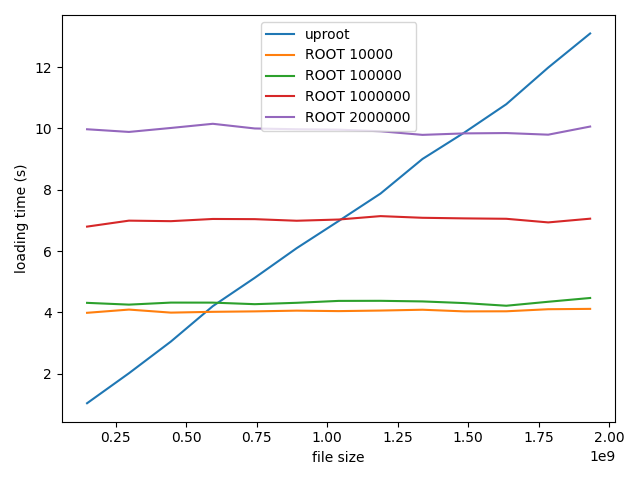 uproot
ROOT 10000
ROOT 100000
ROOT 1000000
ROOT 2000000
12
10
8
6
4
2
loading time (s)
0.25 0.50 0.75 1.00 1.25 1.50 1.75 2.00
1e9
file size